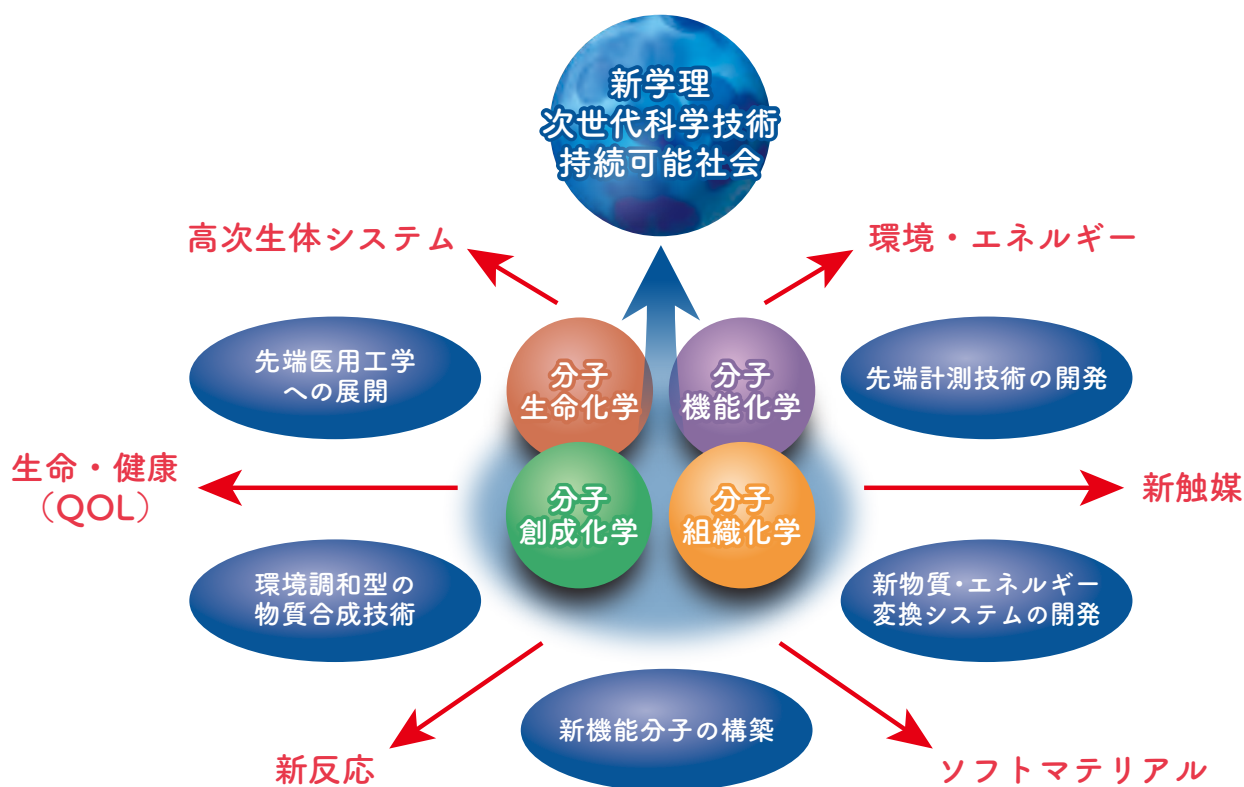 新学理
次世代科学技術
持続可能社会
高次生体システム
環境・エネルギー
先端医用工学
への展開
分子
生命化学
分子
機能化学
先端計測技術の開発
生命・健康
（QOL）
分子
創成化学
分子
組織化学
新触媒
環境調和型の
物質合成技術
新物質・エネルギー
変換システムの開発
新機能分子の構築
新反応
ソフトマテリアル